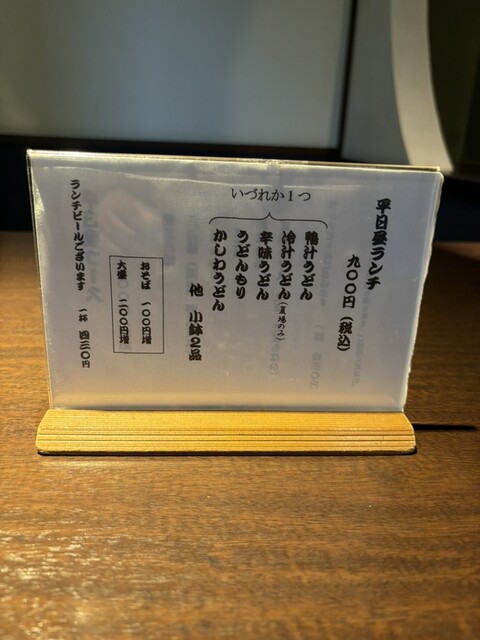 平日昼ランチ
九〇〇円（税込）
いづれか１つ
鴨汁うどん
冷汁うどん（夏場のみ）
辛味うどん
うどんもり
かしわうどん
他　小鉢２品
おそば　一〇〇円増
大盛　二〇〇円増
ランチビールございます　一杯　四三〇円